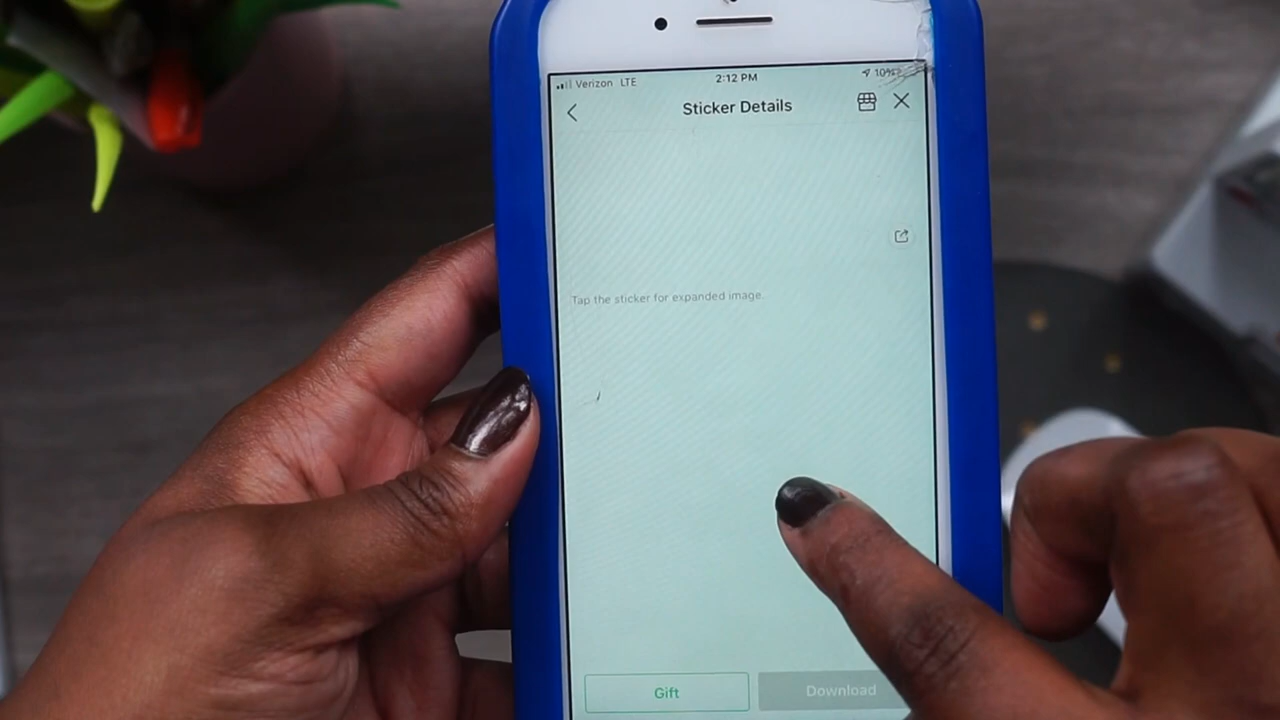 Verizon LTE 2:12 PM 10%
Sticker Details
Tap the sticker for expanded image.
Gift Download